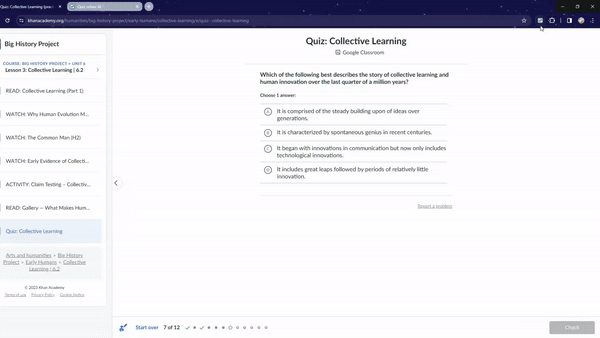 Quiz: Collective Learning (prac
Quiz solver AI
khanacademy.org/humanities/big-history-project/early-humans/collective-learning/e/quiz--collective-learning
Big History Project
COURSE: BIG HISTORY PROJECT > UNIT 6
Lesson 3: Collective Learning | 6.2
READ: Collective Learning (Part 1)
WATCH: Why Human Evolution M...
WATCH: The Common Man (H2)
WATCH: Early Evidence of Collecti...
ACTIVITY: Claim Testing – Collectiv...
READ: Gallery — What Makes Hum...
Quiz: Collective Learning
Arts and humanities > Big History
Project > Early Humans > Collective
Learning | 6.2
© 2023 Khan Academy
Terms of use Privacy Policy Cookie Notice
Quiz: Collective Learning
Google Classroom
Which of the following best describes the story of collective learning and
human innovation over the last quarter of a million years?
Choose 1 answer:
A It is comprised of the steady building upon of ideas over
generations.
B It is characterized by spontaneous genius in recent centuries.
C It began with innovations in communication but now only includes
technological innovations.
D It includes great leaps followed by periods of relatively little
innovation.
Report a problem
Start over 7 of 12
Check